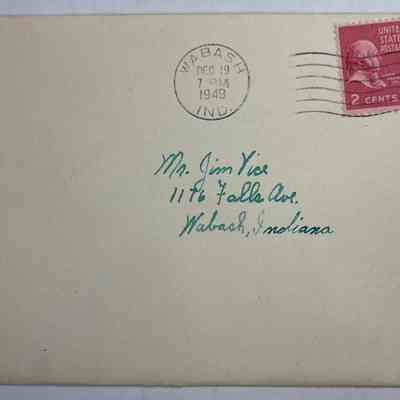 WABASH
DEC 19
7 PM
1949
IND.
UNITED
STATES
POSTAGE
2 CENTS
Mr. Jim Vice
1176 Falls Ave.
Wabash, Indiana